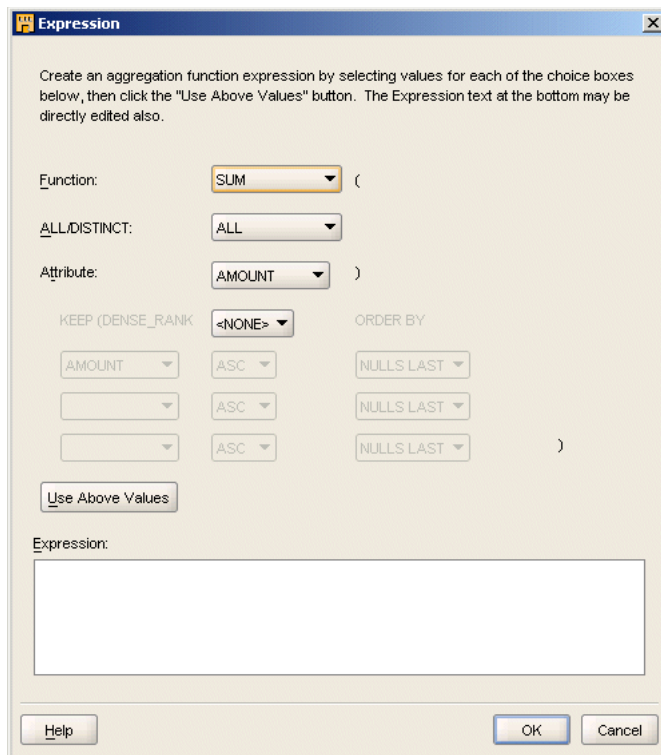 Expression
Create an aggregation function expression by selecting values for each of the choice boxes
below, then click the "Use Above Values" button. The Expression text at the bottom may be
directly edited also.
Function: SUM (
ALL/DISTINCT: ALL
Attribute: AMOUNT )
KEEP (DENSE_RANK <NONE> ORDER BY
AMOUNT ASC NULLS LAST
ASC NULLS LAST
ASC NULLS LAST )
Use Above Values
Expression:
Help OK Cancel